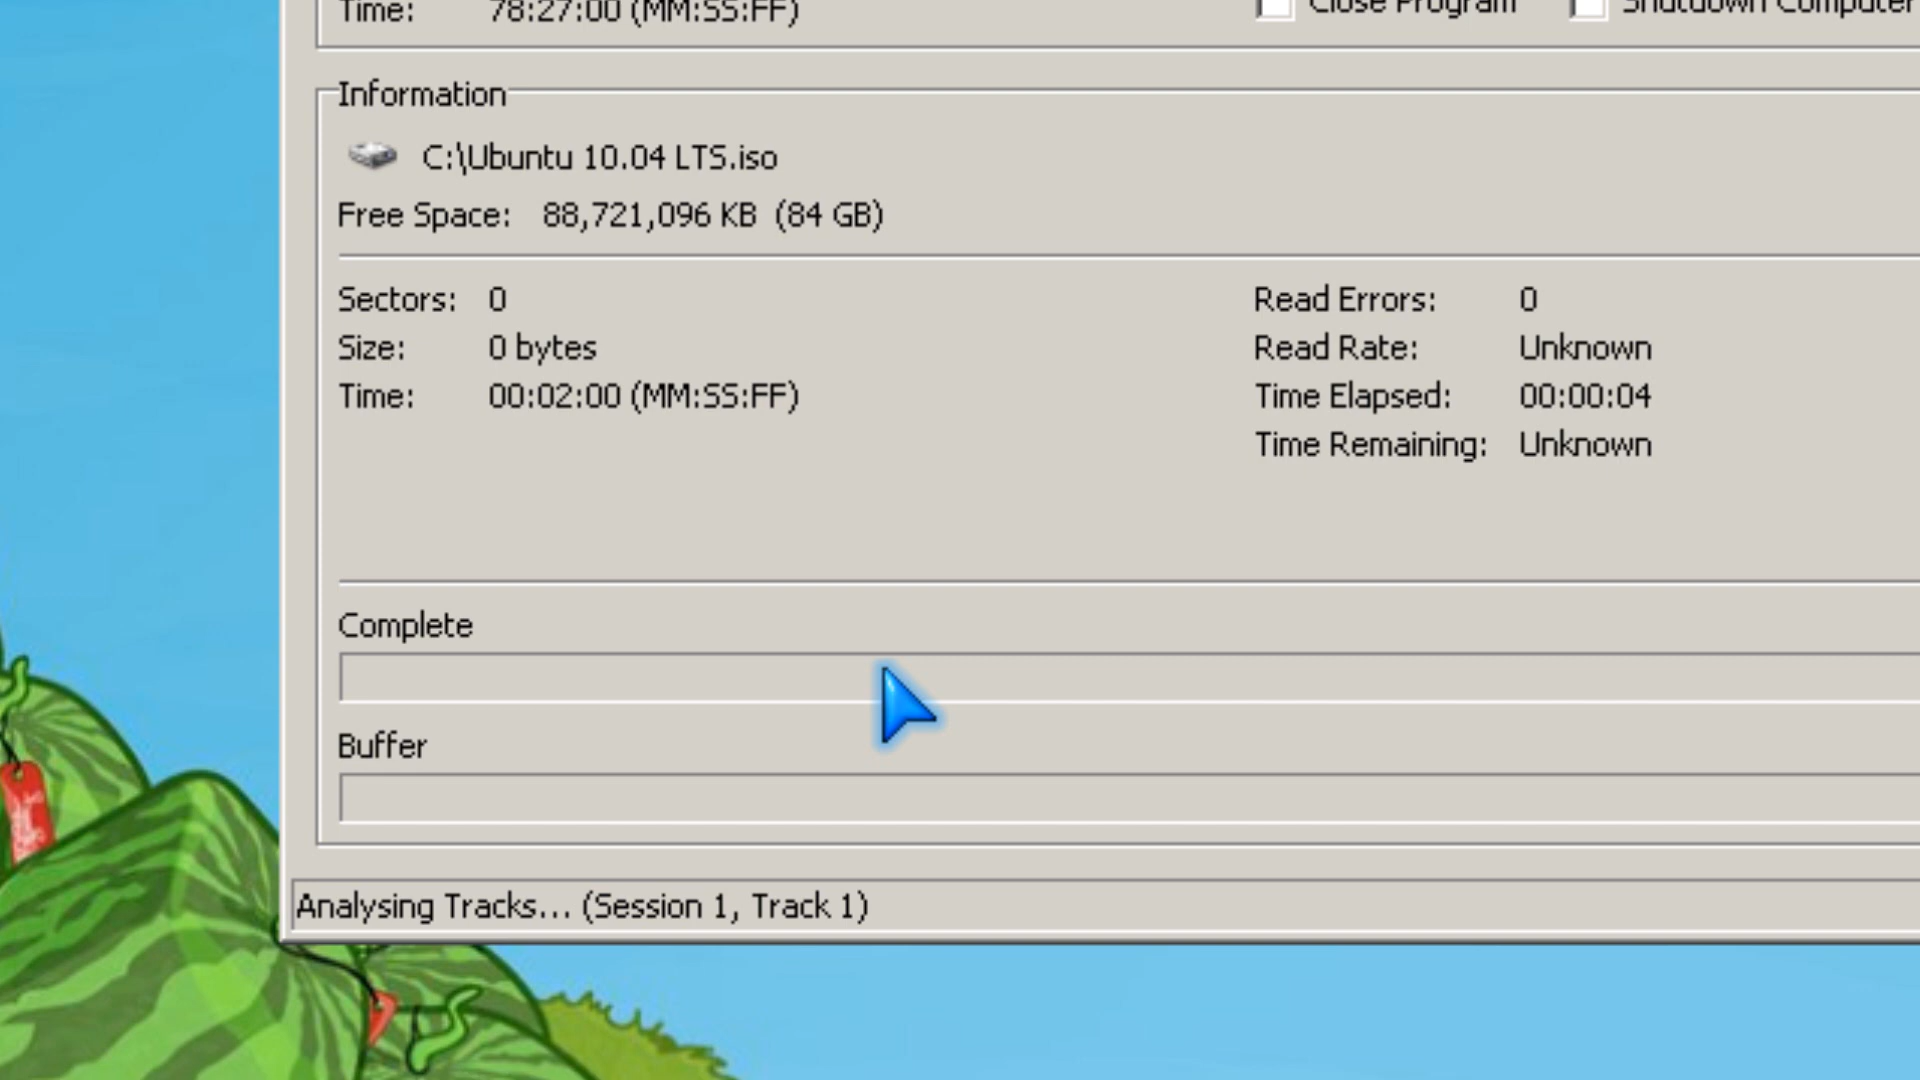 Time: 78:27:00 (MM:SS:FF) Close Program Shutdown Computer
Information
C:\Ubuntu 10.04 LTS.iso
Free Space: 88,721,096 KB (84 GB)
Sectors: 0 Read Errors: 0
Size: 0 bytes Read Rate: Unknown
Time: 00:02:00 (MM:SS:FF) Time Elapsed: 00:00:04
Time Remaining: Unknown
Complete
Buffer
Analysing Tracks... (Session 1, Track 1)